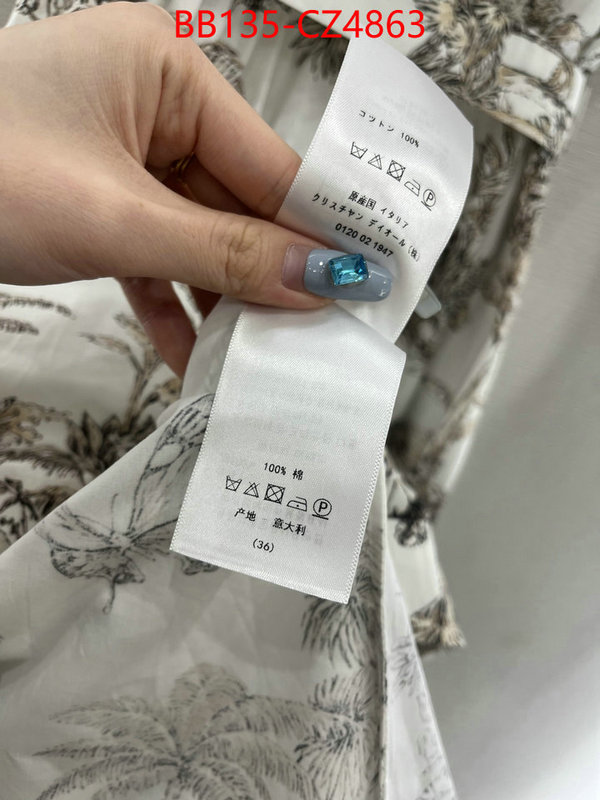 BB135-CZ4863
コットン 100%
原産国 イタリア
クリスチャン ディオール (株)
0120 02 1947
100% 棉
产地 意大利
(36)